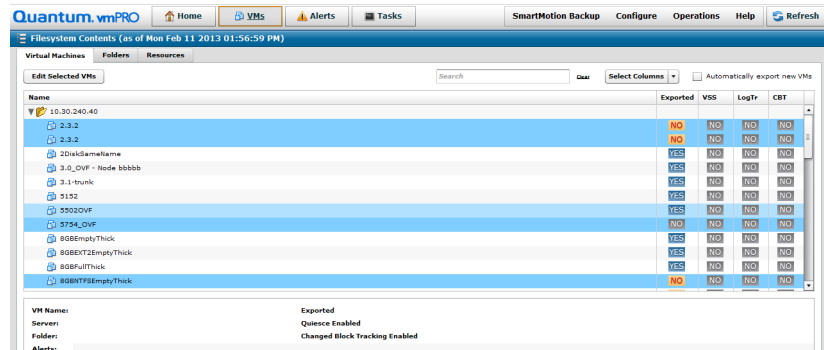 Quantum. vmPRO Home VMs Alerts Tasks SmartMotion Backup Configure Operations Help Refresh
Filesystem Contents (as of Mon Feb 11 2013 01:56:59 PM)
Virtual Machines Folders Resources
Edit Selected VMs Search Clear Select Columns Automatically export new VMs
Name Exported VSS LogTr CBT
10.30.240.40
2.3.2 NO NO NO NO
2.3.2 NO NO NO NO
2DiskSameName YES NO NO NO
3.0_OVF - Node bbbbb YES NO NO NO
3.1-trunk YES NO NO NO
5152 YES NO NO NO
5502OVF YES NO NO NO
5754_OVF NO NO NO NO
8GBEmptyThick YES NO NO NO
8GBEXT2EmptyThick YES NO NO NO
8GBFullThick YES NO NO NO
8GBNTFSEmptyThick NO NO NO NO
VM Name: Exported
Server: Quiesce Enabled
Folder: Changed Block Tracking Enabled
Alerts: